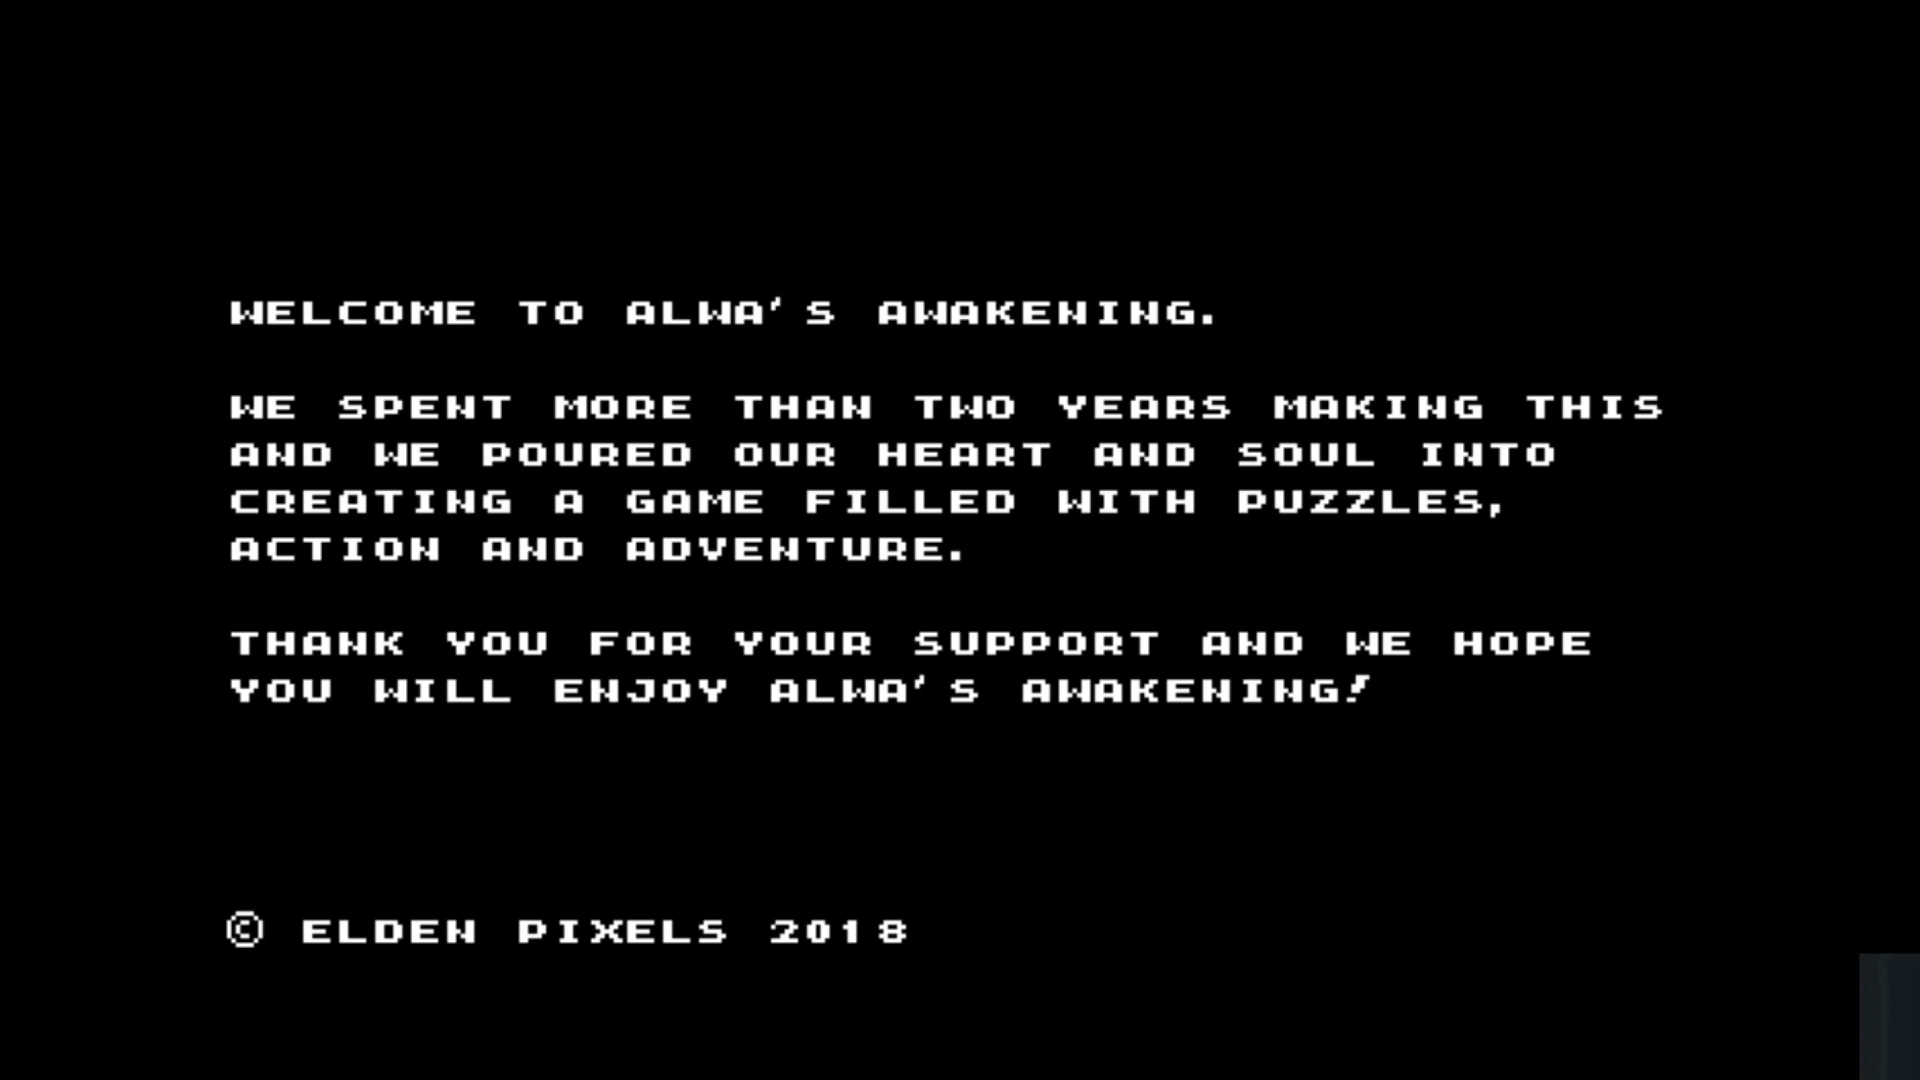 WELCOME TO ALWA'S AWAKENING.
WE SPENT MORE THAN TWO YEARS MAKING THIS
AND WE POURED OUR HEART AND SOUL INTO
CREATING A GAME FILLED WITH PUZZLES,
ACTION AND ADVENTURE.
THANK YOU FOR YOUR SUPPORT AND WE HOPE
YOU WILL ENJOY ALWA'S AWAKENING!
© ELDEN PIXELS 2018